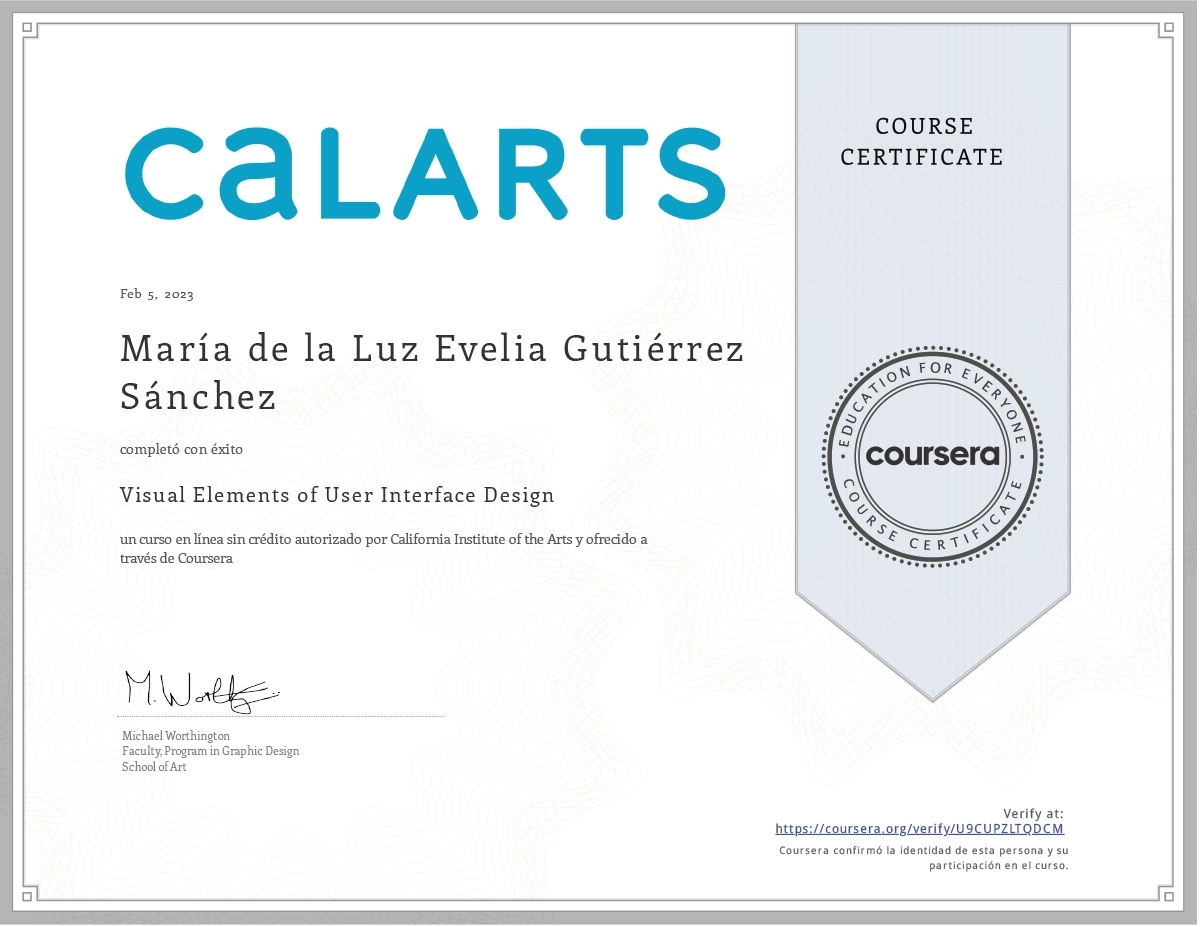 CALARTS
COURSE
CERTIFICATE
Feb 5, 2023
María de la Luz Evelia Gutiérrez
Sánchez
completó con éxito
Visual Elements of User Interface Design
un curso en línea sin crédito autorizado por California Institute of the Arts y ofrecido a
través de Coursera
EDUCATION FOR EVERYONE
coursera
COURSE CERTIFICATE
M. Worth
Michael Worthington
Faculty, Program in Graphic Design
School of Art
Verify at:
https://coursera.org/verify/U9CUPZLTQDCM
Coursera confirmó la identidad de esta persona y su
participación en el curso.